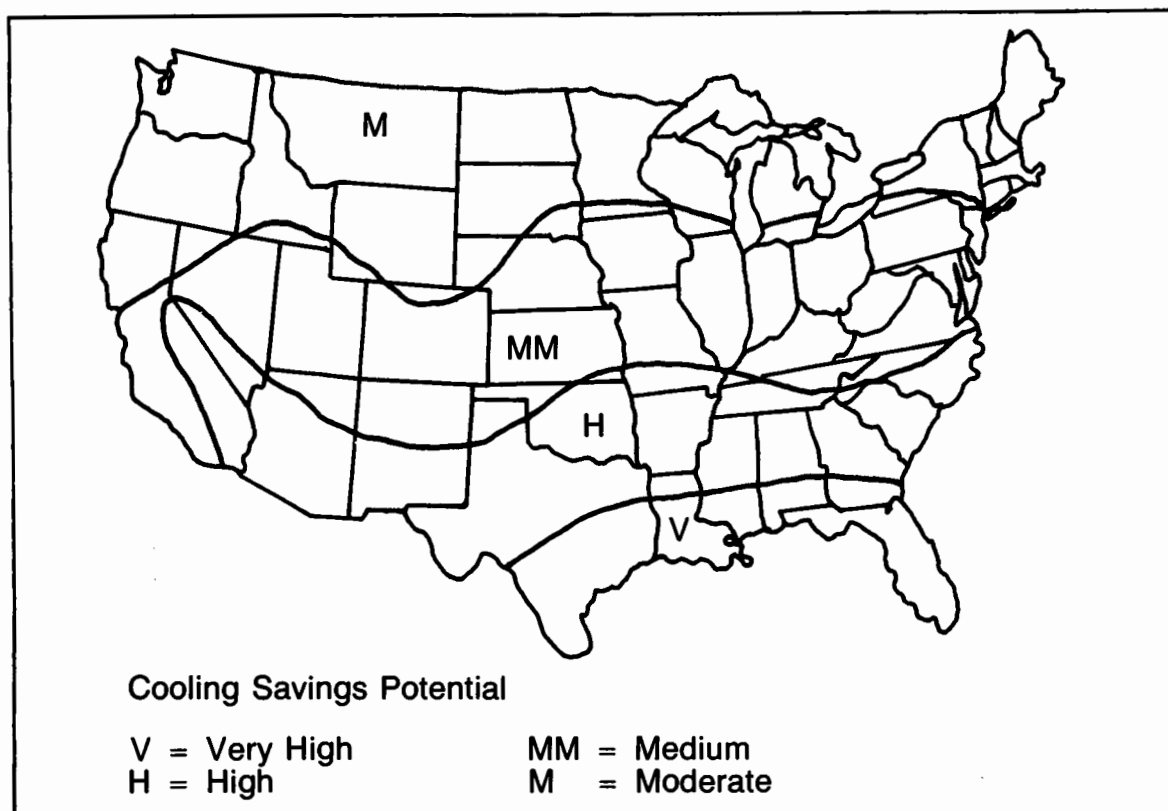 M
MM
H
V
Cooling Savings Potential
V = Very High MM = Medium
H = High M = Moderate